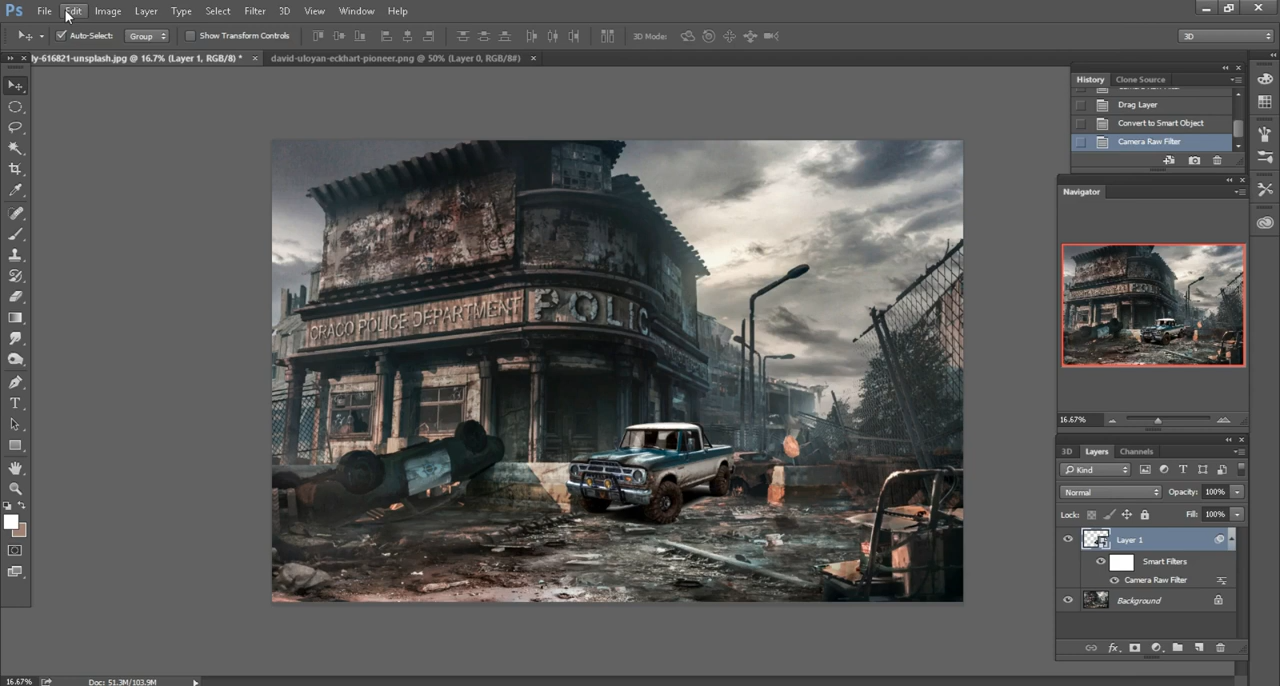 Ps File Edit Image Layer Type Select Filter 3D View Window Help
Auto-Select: Group Show Transform Controls 3D Mode: 3D
ly-616821-unsplash.jpg @ 16.7% (Layer 1, RGB/8) * david-uloyan-eckhart-pioneer.png @ 50% (Layer 0, RGB/8#)
History Clone Source
Drag Layer
Convert to Smart Object
Camera Raw Filter
Navigator
POLIC
POLICE DEPARTMENT
16.67%
3D Layers Channels
Kind
Normal Opacity: 100%
Lock: Fill: 100%
Layer 1
Smart Filters
Camera Raw Filter
Background
16.67% Doc: 51.3M/103.9M